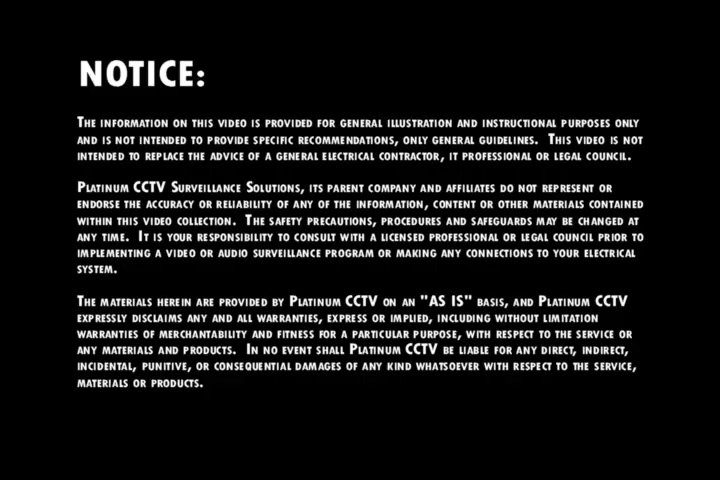 NOTICE:
The information on this video is provided for general illustration and instructional purposes only
and is not intended to provide specific recommendations, only general guidelines. This video is not
intended to replace the advice of a general electrical contractor, it professional or legal council.
Platinum CCTV Surveillance Solutions, its parent company and affiliates do not represent or
endorse the accuracy or reliability of any of the information, content or other materials contained
within this video collection. The safety precautions, procedures and safeguards may be changed at
any time. It is your responsibility to consult with a licensed professional or legal council prior to
implementing a video or audio surveillance program or making any connections to your electrical
system.
The materials herein are provided by Platinum CCTV on an "AS IS" basis, and Platinum CCTV
expressly disclaims any and all warranties, express or implied, including without limitation
warranties of merchantability and fitness for a particular purpose, with respect to the service or
any materials and products. In no event shall Platinum CCTV be liable for any direct, indirect,
incidental, punitive, or consequential damages of any kind whatsoever with respect to the service,
materials or products.